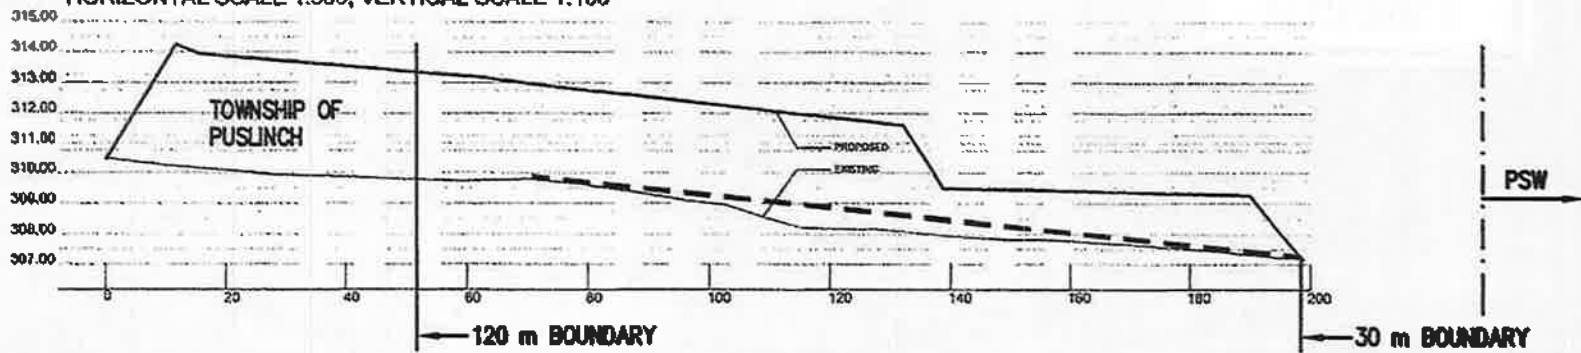 HORIZONTAL SCALE 1:500, VERTICAL SCALE 1:100
315.00
314.00
313.00
312.00
311.00
310.00
309.00
308.00
307.00
TOWNSHIP OF
PUSLINCH
PROPOSED
EXISTING
PSW
0 20 40 60 80 100 120 140 160 180 200
120 m BOUNDARY
30 m BOUNDARY